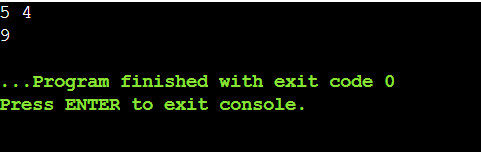 5 4
9
...Program finished with exit code 0
Press ENTER to exit console.